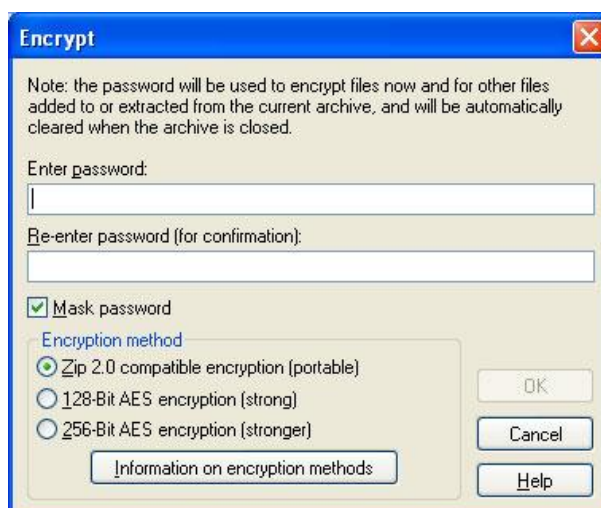 Encrypt
Note: the password will be used to encrypt files now and for other files
added to or extracted from the current archive, and will be automatically
cleared when the archive is closed.
Enter password:
Re-enter password (for confirmation):
Mask password
Encryption method
Zip 2.0 compatible encryption (portable)
128-Bit AES encryption (strong)
256-Bit AES encryption (stronger)
Information on encryption methods
OK
Cancel
Help